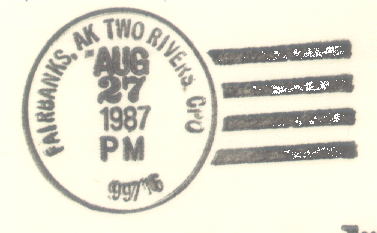 FAIRBANKS, AK TWO RIVERS, CPO
AUG
27
1987
PM
99716